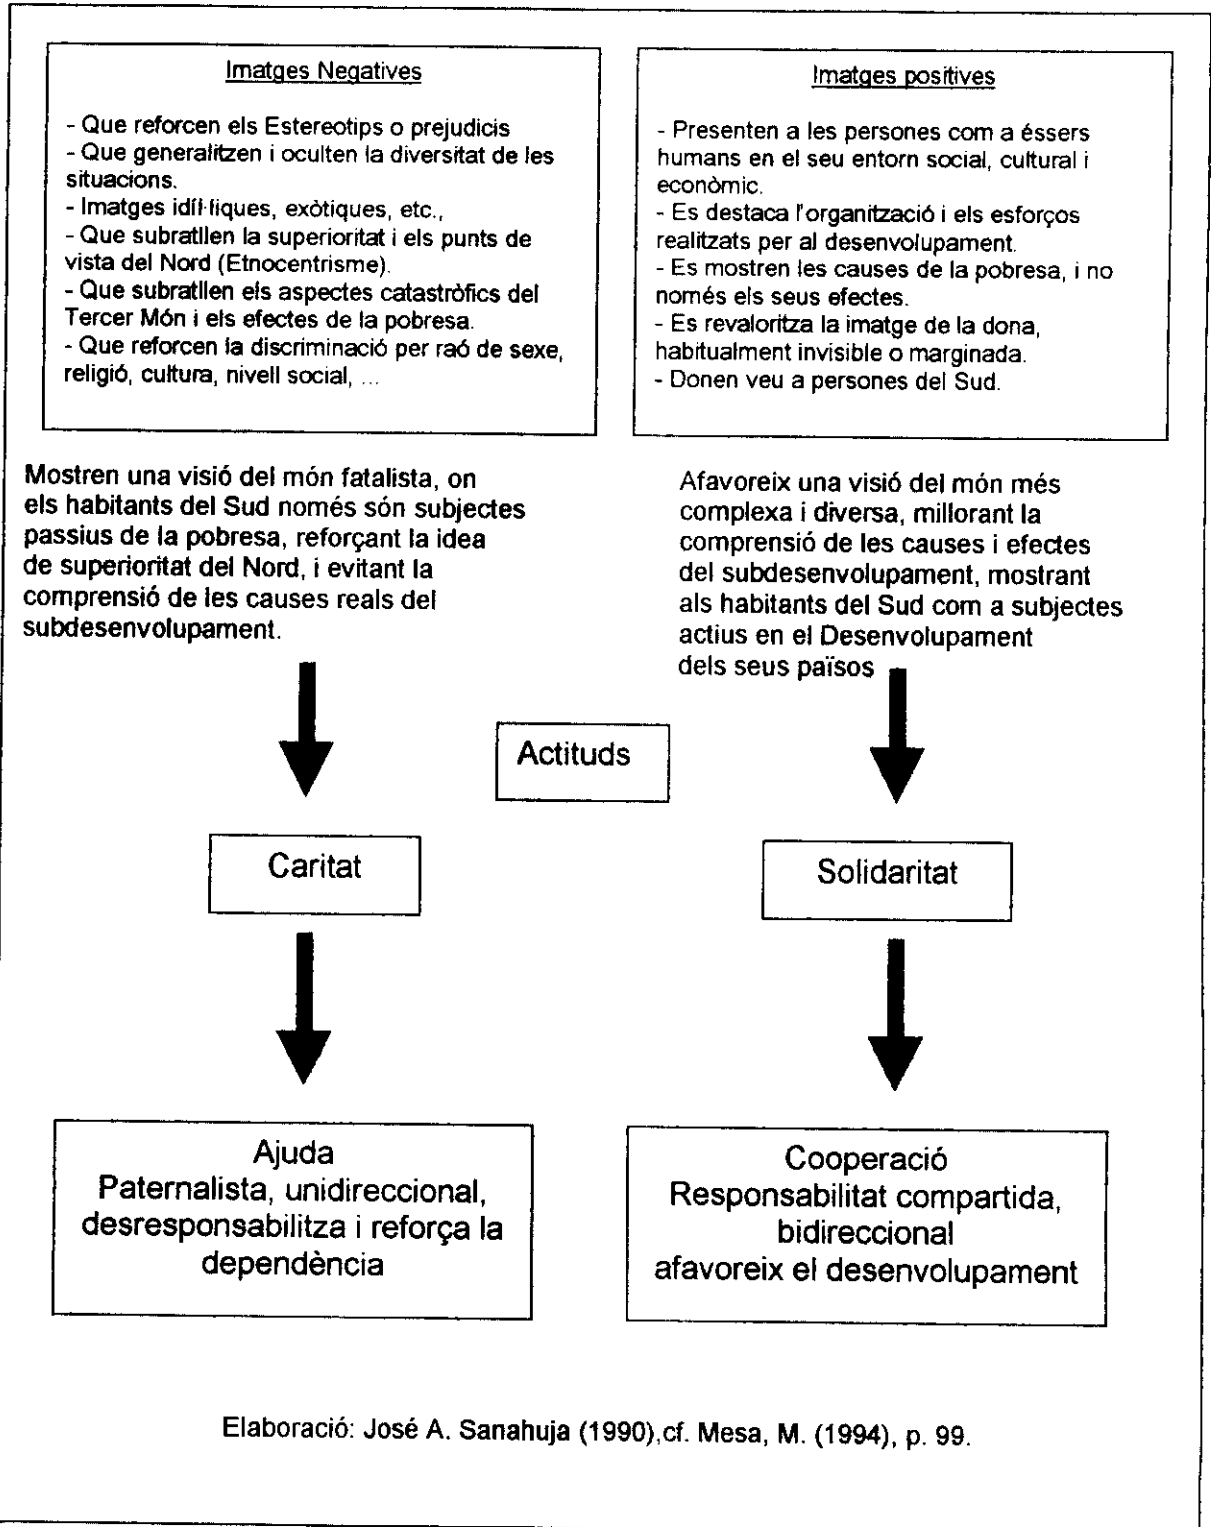 Imatges Negatives
- Que reforcen els Estereotips o prejudicis
- Que generalitzen i oculten la diversitat de les
situacions.
- Imatges idíl·liques, exòtiques, etc.,
- Que subratllen la superioritat i els punts de
vista del Nord (Etnocentrisme).
- Que subratllen els aspectes catastròfics del
Tercer Món i els efectes de la pobresa.
- Que reforcen la discriminació per raó de sexe,
religió, cultura, nivell social, ...
Imatges positives
- Presenten a les persones com a éssers
humans en el seu entorn social, cultural i
econòmic.
- Es destaca l'organització i els esforços
realitzats per al desenvolupament.
- Es mostren les causes de la pobresa, i no
només els seus efectes.
- Es revaloritza la imatge de la dona,
habitualment invisible o marginada.
- Donen veu a persones del Sud.
Mostren una visió del món fatalista, on
els habitants del Sud només són subjectes
passius de la pobresa, reforçant la idea
de superioritat del Nord, i evitant la
comprensió de les causes reals del
subdesenvolupament.
Afavoreix una visió del món més
complexa i diversa, millorant la
comprensió de les causes i efectes
del subdesenvolupament, mostrant
als habitants del Sud com a subjectes
actius en el Desenvolupament
dels seus països
Actituds
Caritat
Solidaritat
Ajuda
Paternalista, unidireccional,
desresponsabilitza i reforça la
dependència
Cooperació
Responsabilitat compartida,
bidireccional
afavoreix el desenvolupament
Elaboració: José A. Sanahuja (1990),cf. Mesa, M. (1994), p. 99.